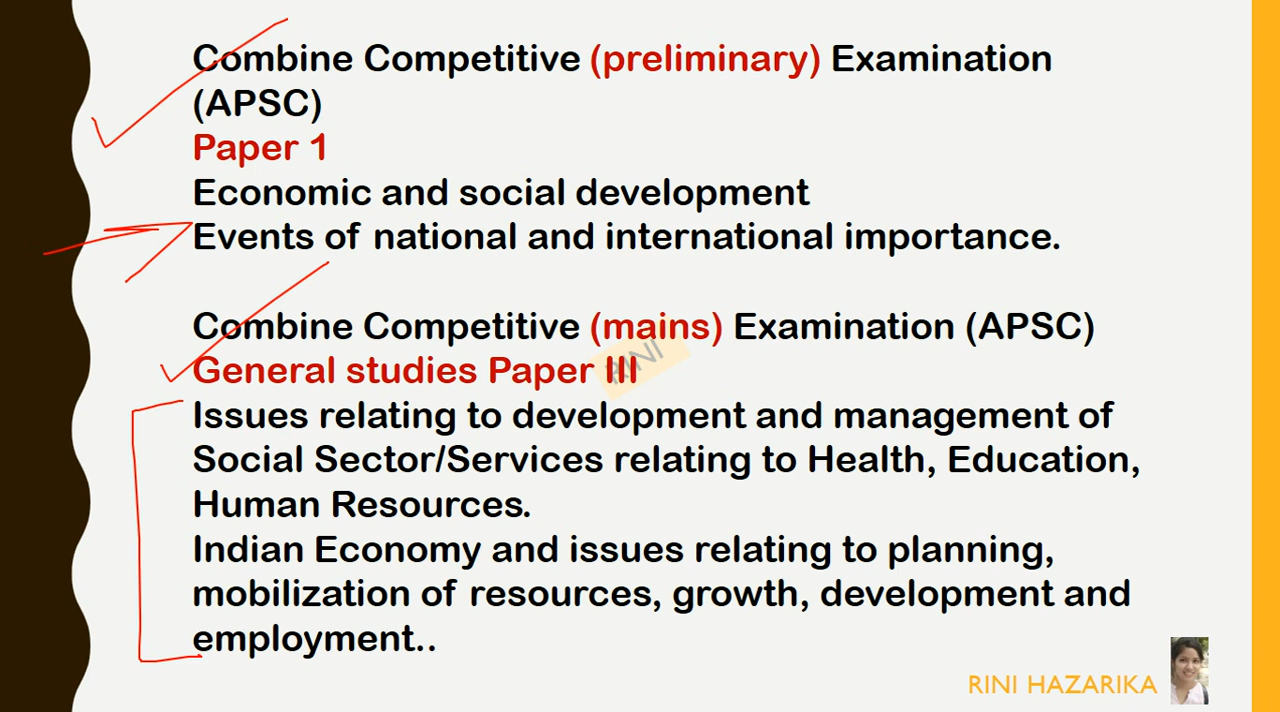 Combine Competitive (preliminary) Examination
(APSC)
Paper 1
Economic and social development
Events of national and international importance.
Combine Competitive (mains) Examination (APSC)
General studies Paper III
RINI
Issues relating to development and management of
Social Sector/Services relating to Health, Education,
Human Resources.
Indian Economy and issues relating to planning,
mobilization of resources, growth, development and
employment..
RINI HAZARIKA